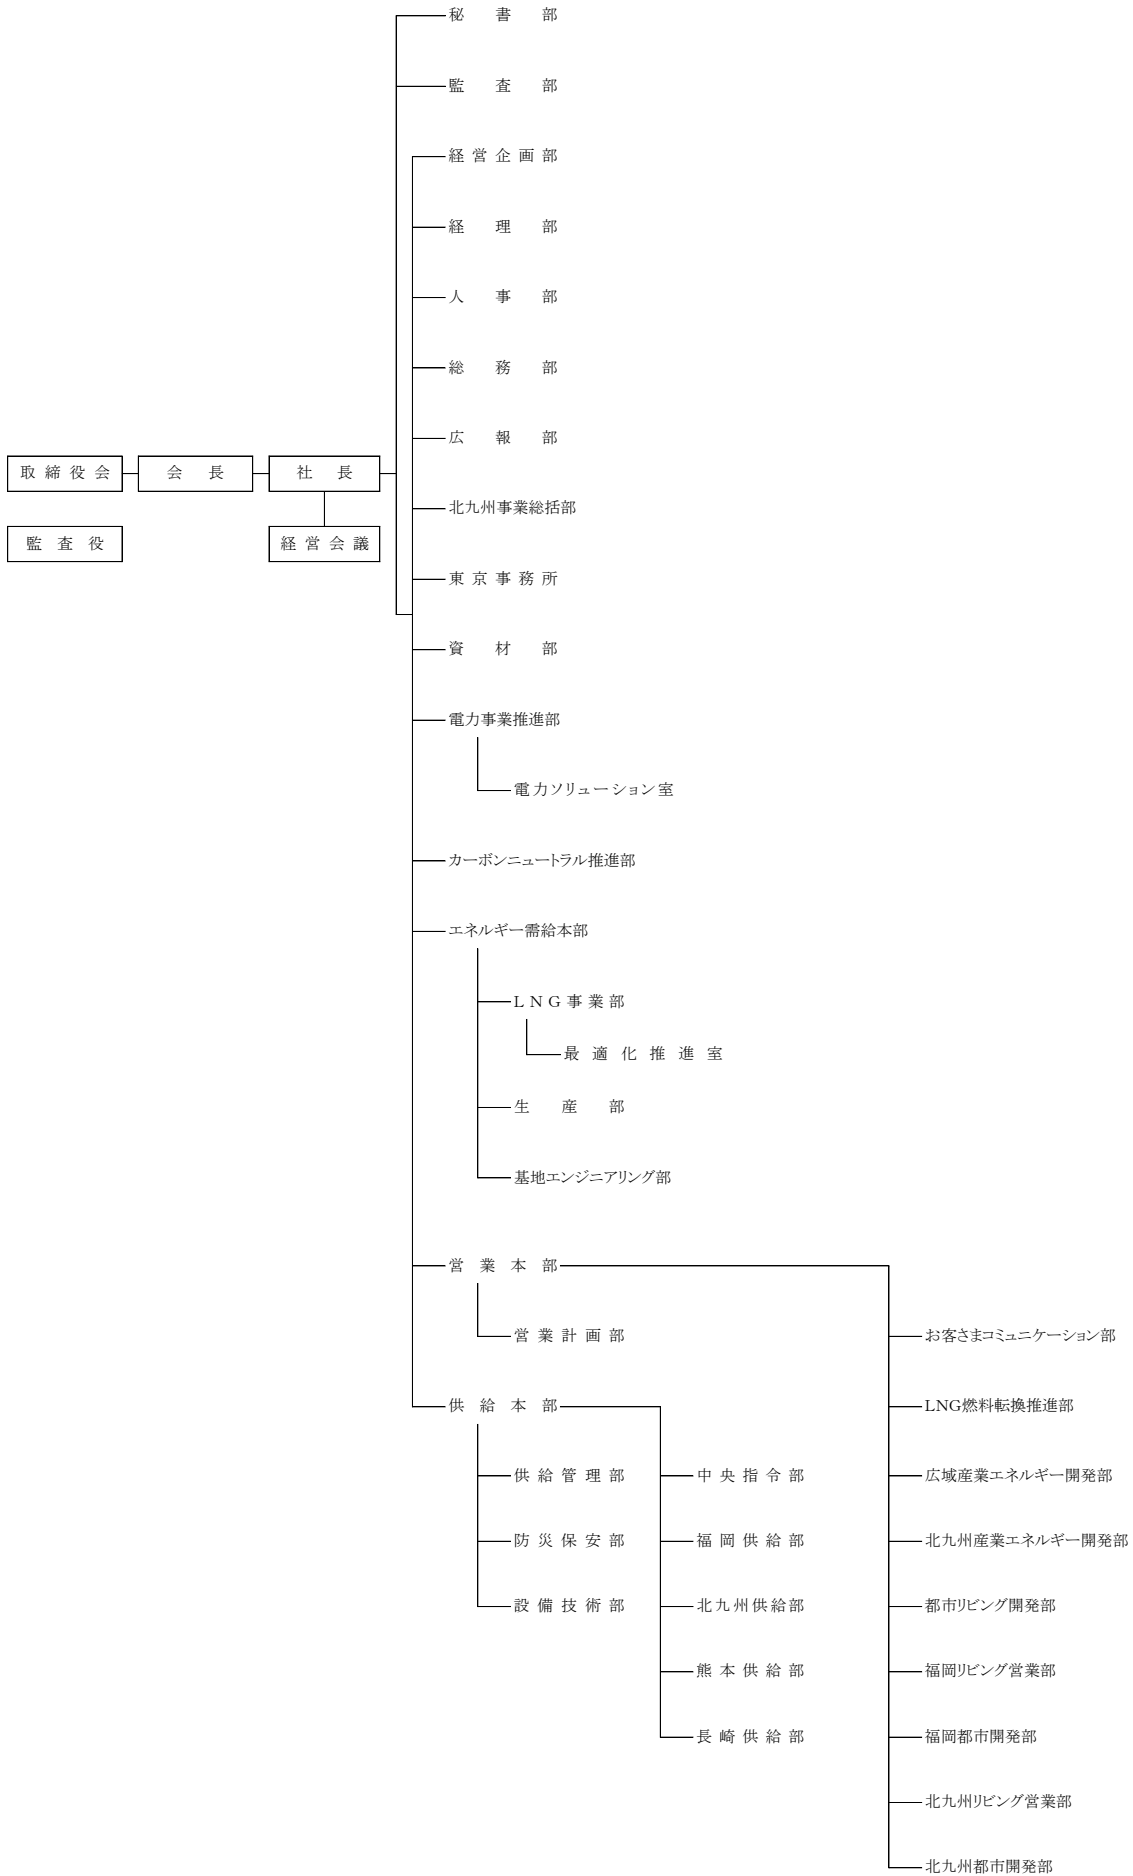 秘書部
監査部
経営企画部
経理部
人事部
総務部
広報部
取締役会 会長 社長
北九州事業総括部
監査役 経営会議
東京事務所
資材部
電力事業推進部
電力ソリューション室
カーボンニュートラル推進部
エネルギー需給本部
LNG事業部
最適化推進室
生産部
基地エンジニアリング部
営業本部
営業計画部 お客さまコミュニケーション部
供給本部 LNG燃料転換推進部
供給管理部 中央指令部 広域産業エネルギー開発部
防災保安部 福岡供給部 北九州産業エネルギー開発部
設備技術部 北九州供給部 都市リビング開発部
熊本供給部 福岡リビング営業部
長崎供給部 福岡都市開発部
北九州リビング営業部
北九州都市開発部